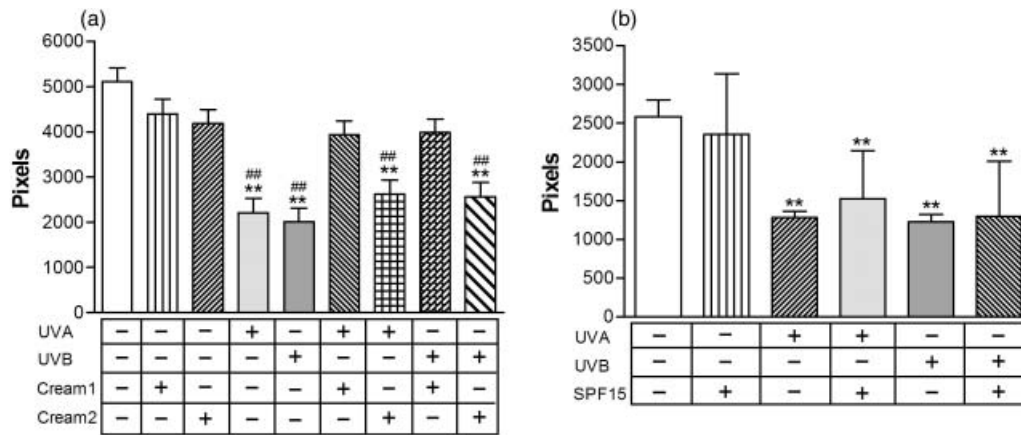 (a)
6000
5000
4000
3000
2000
1000
0
Pixels
## ## ## ##
** ** ** **
UVA − − − + − + + − −
UVB − − − − + − − + +
Cream1 − + − − − + − + −
Cream2 − − + − − − + − +
(b)
3500
3000
2500
2000
1500
1000
500
0
Pixels
** ** ** **
UVA − − + + − +
UVB − − − − + +
SPF15 − + − + − +